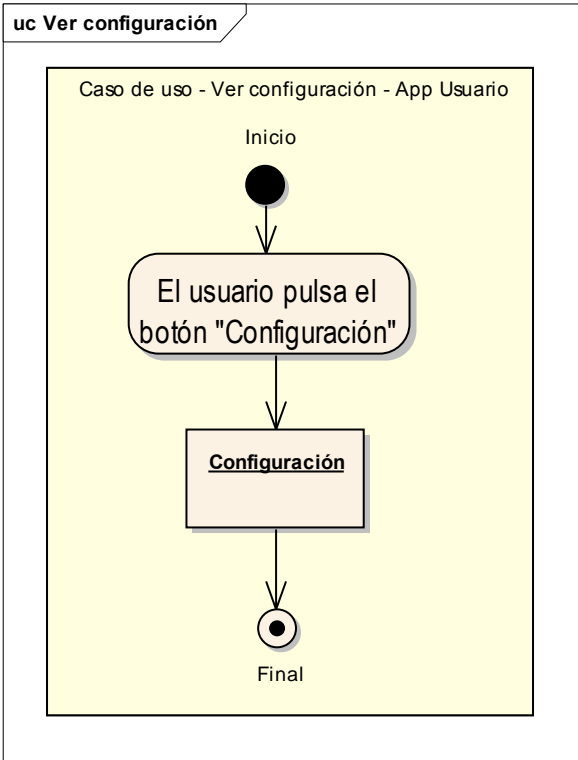 uc Ver configuración
Caso de uso - Ver configuración - App Usuario
Inicio
El usuario pulsa el
botón "Configuración"
Configuración
Final